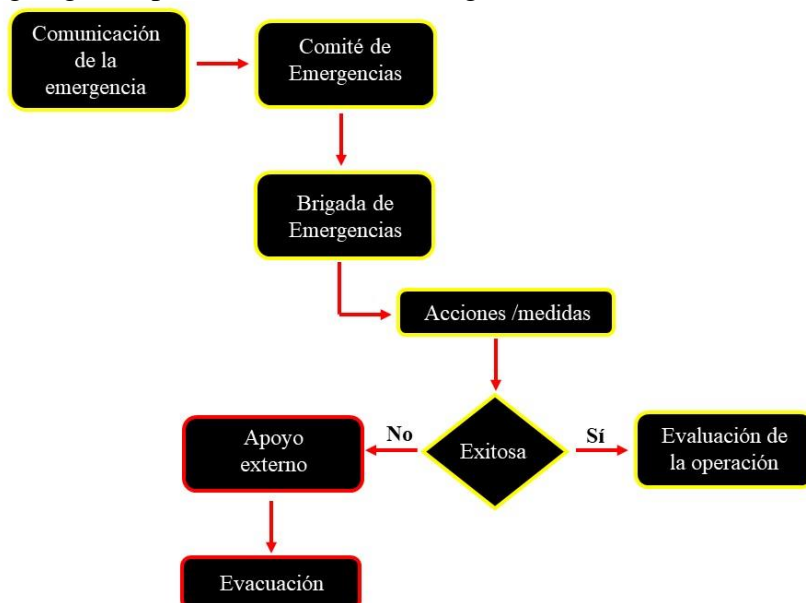 Comunicación
de la
emergencia
Comité de
Emergencias
Brigada de
Emergencias
Acciones /medidas
Exitosa
No
Sí
Apoyo
externo
Evaluación de
la operación
Evacuación